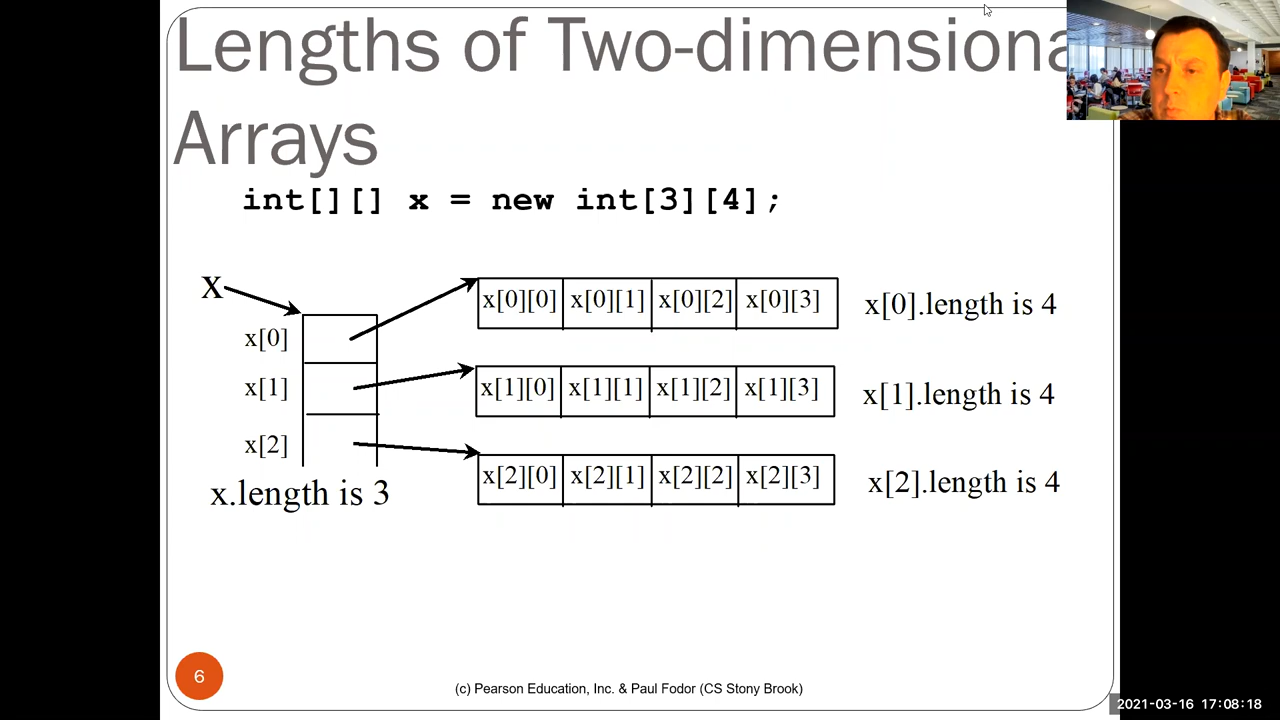 Lengths of Two-dimensiona
Arrays
int[][] x = new int[3][4];
x
x[0]
x[1]
x[2]
x.length is 3
x[0][0] x[0][1] x[0][2] x[0][3] x[0].length is 4
x[1][0] x[1][1] x[1][2] x[1][3] x[1].length is 4
x[2][0] x[2][1] x[2][2] x[2][3] x[2].length is 4
6
(c) Pearson Education, Inc. & Paul Fodor (CS Stony Brook)
2021-03-16 17:08:18